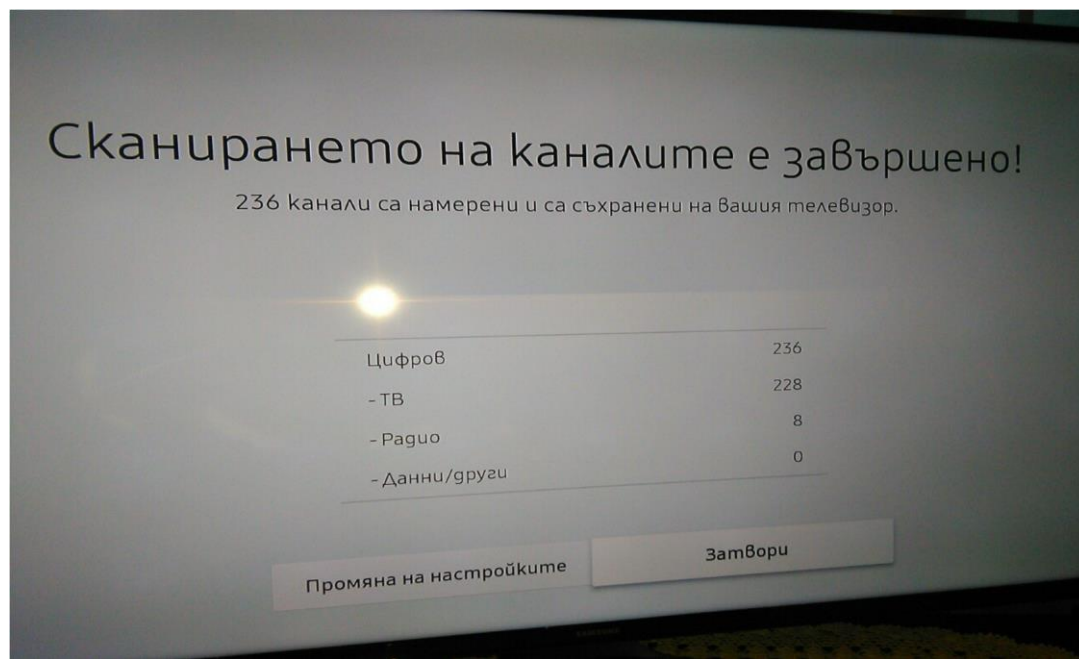 Сканирането на каналите е завършено!
236 канали са намерени и са съхранени на вашия телевизор.
Цифров 236
- ТВ 228
- Радио 8
- Данни/други 0
Промяна на настройките Затвори
SAMSUNG